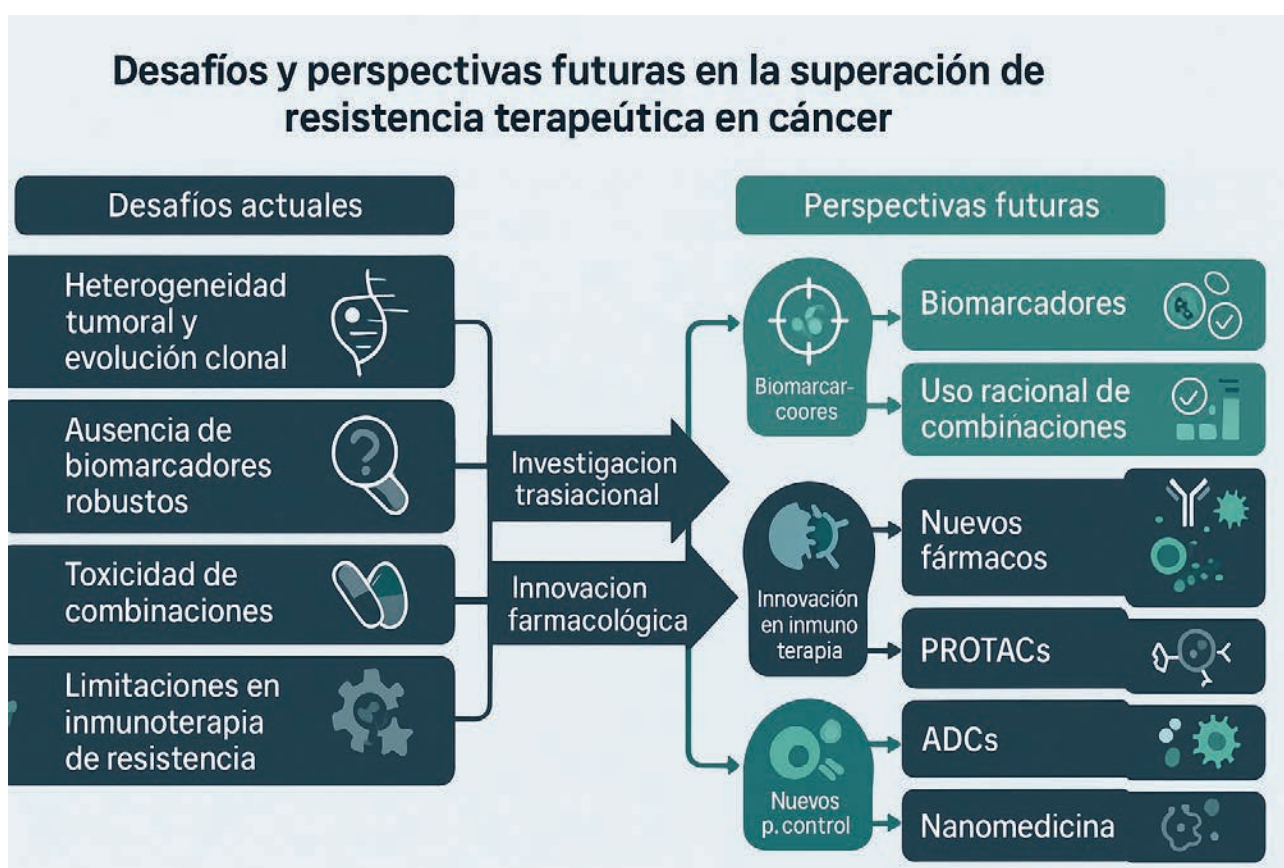 Desafíos y perspectivas futuras en la superación de
resistencia terapeútica en cáncer
Desafíos actuales
Heterogeneidad
tumoral y
evolución clonal
Ausencia de
biomarcadores
robustos
Toxicidad de
combinaciones
Limitaciones en
inmunoterapia
de resistencia
Investigacion
trasiacional
Innovacion
farmacológica
Perspectivas futuras
Biomarcar-
coores
Biomarcadores
Uso racional de
combinaciones
Innovación
en inmuno
terapia
Nuevos
fármacos
PROTACs
Nuevos
p. control
ADCs
Nanomedicina